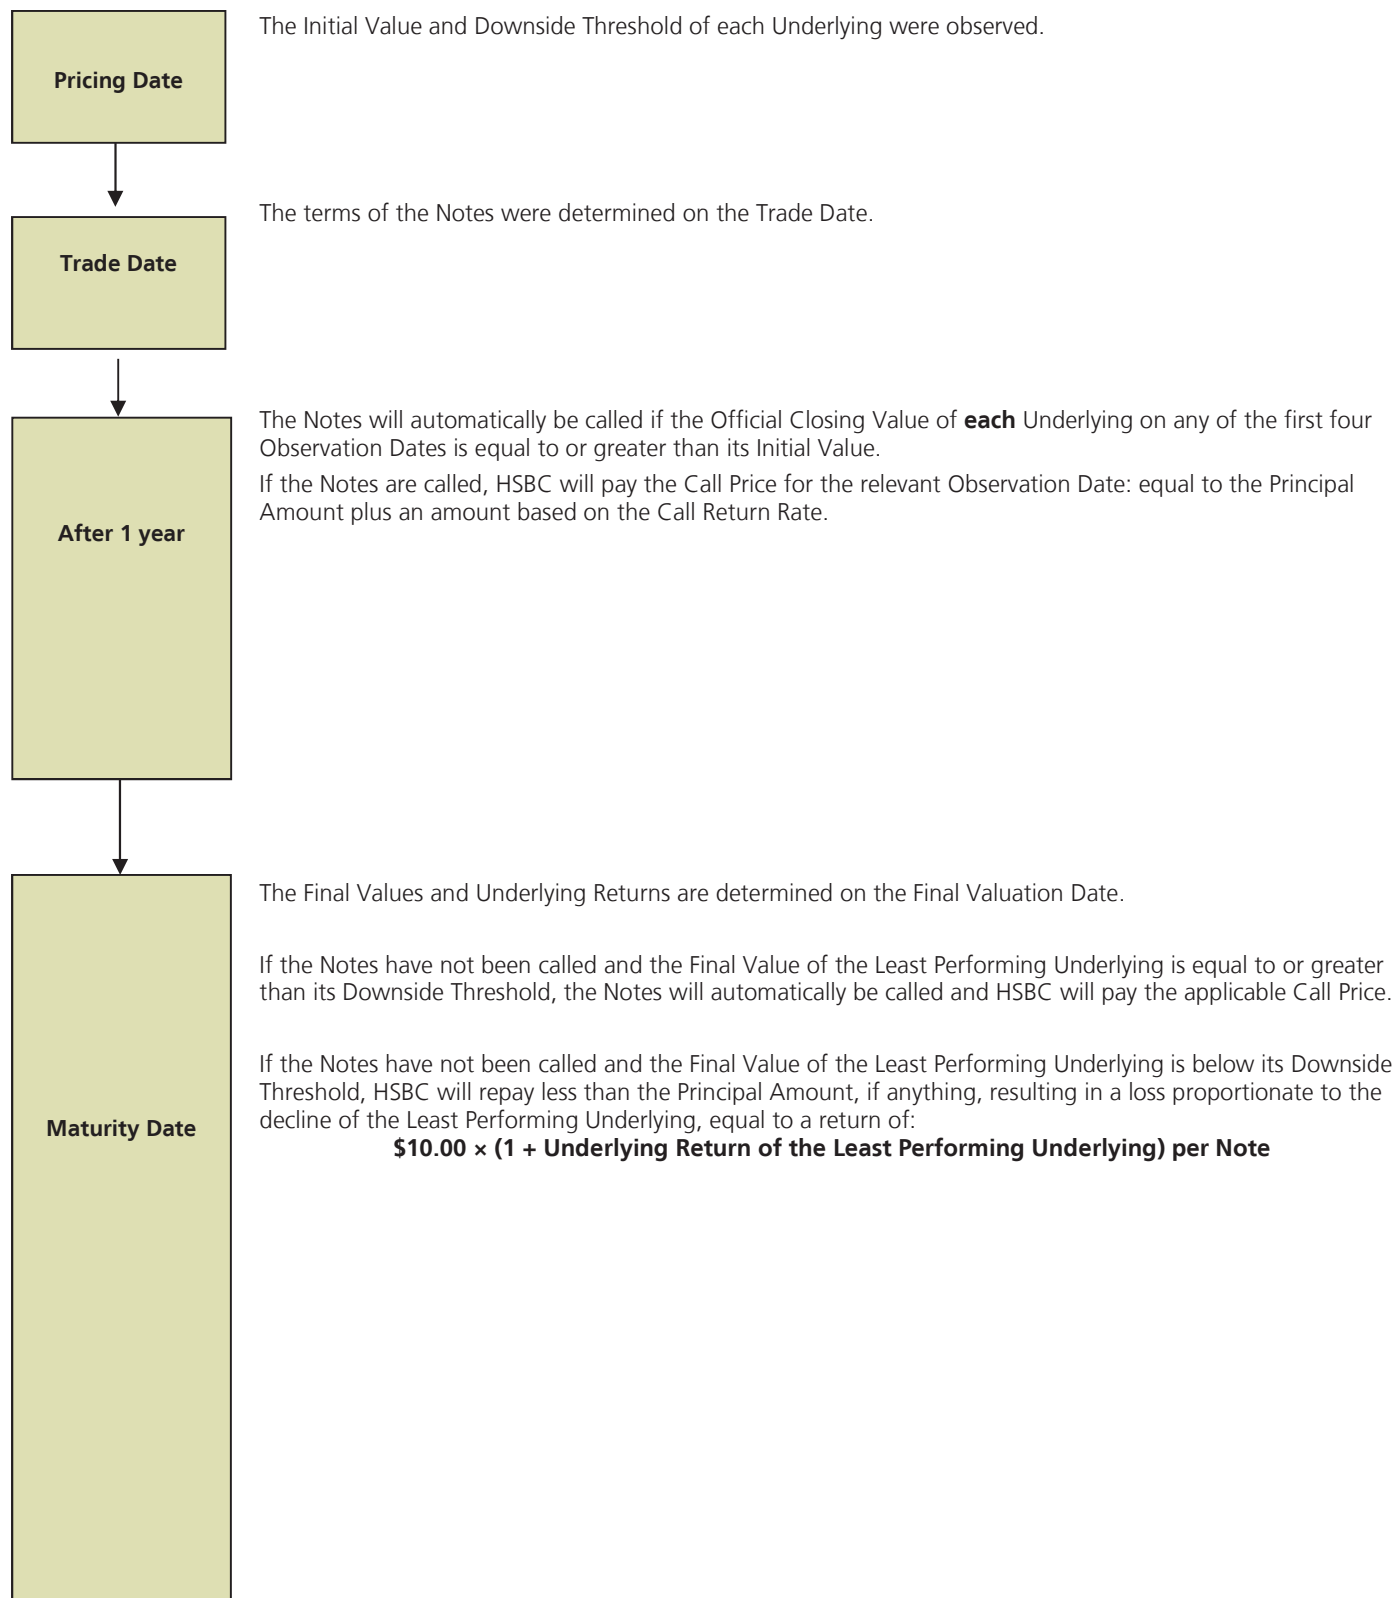 Pricing Date
The Initial Value and Downside Threshold of each Underlying were observed.
Trade Date
The terms of the Notes were determined on the Trade Date.
After 1 year
The Notes will automatically be called if the Official Closing Value of each Underlying on any of the first four
Observation Dates is equal to or greater than its Initial Value.
If the Notes are called, HSBC will pay the Call Price for the relevant Observation Date: equal to the Principal
Amount plus an amount based on the Call Return Rate.
Maturity Date
The Final Values and Underlying Returns are determined on the Final Valuation Date.
If the Notes have not been called and the Final Value of the Least Performing Underlying is equal to or greater
than its Downside Threshold, the Notes will automatically be called and HSBC will pay the applicable Call Price.
If the Notes have not been called and the Final Value of the Least Performing Underlying is below its Downside
Threshold, HSBC will repay less than the Principal Amount, if anything, resulting in a loss proportionate to the
decline of the Least Performing Underlying, equal to a return of:
$10.00 × (1 + Underlying Return of the Least Performing Underlying) per Note